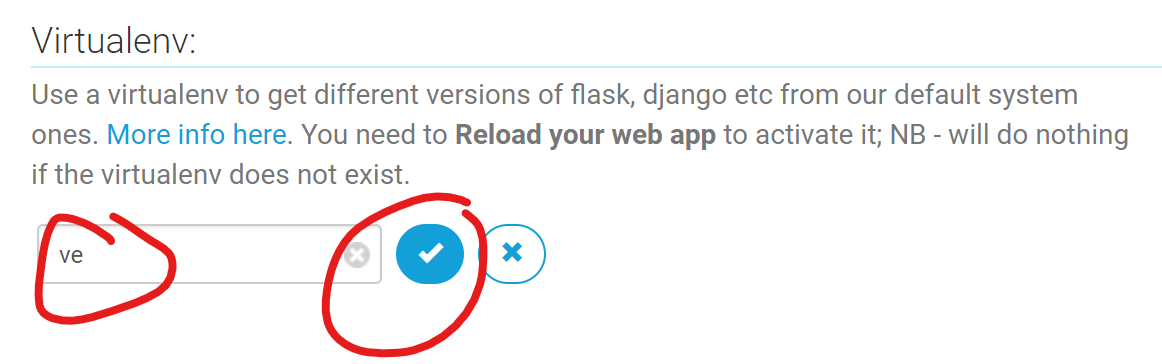 Virtualenv:
Use a virtualenv to get different versions of flask, django etc from our default system
ones. More info here. You need to Reload your web app to activate it; NB - will do nothing
if the virtualenv does not exist.
ve